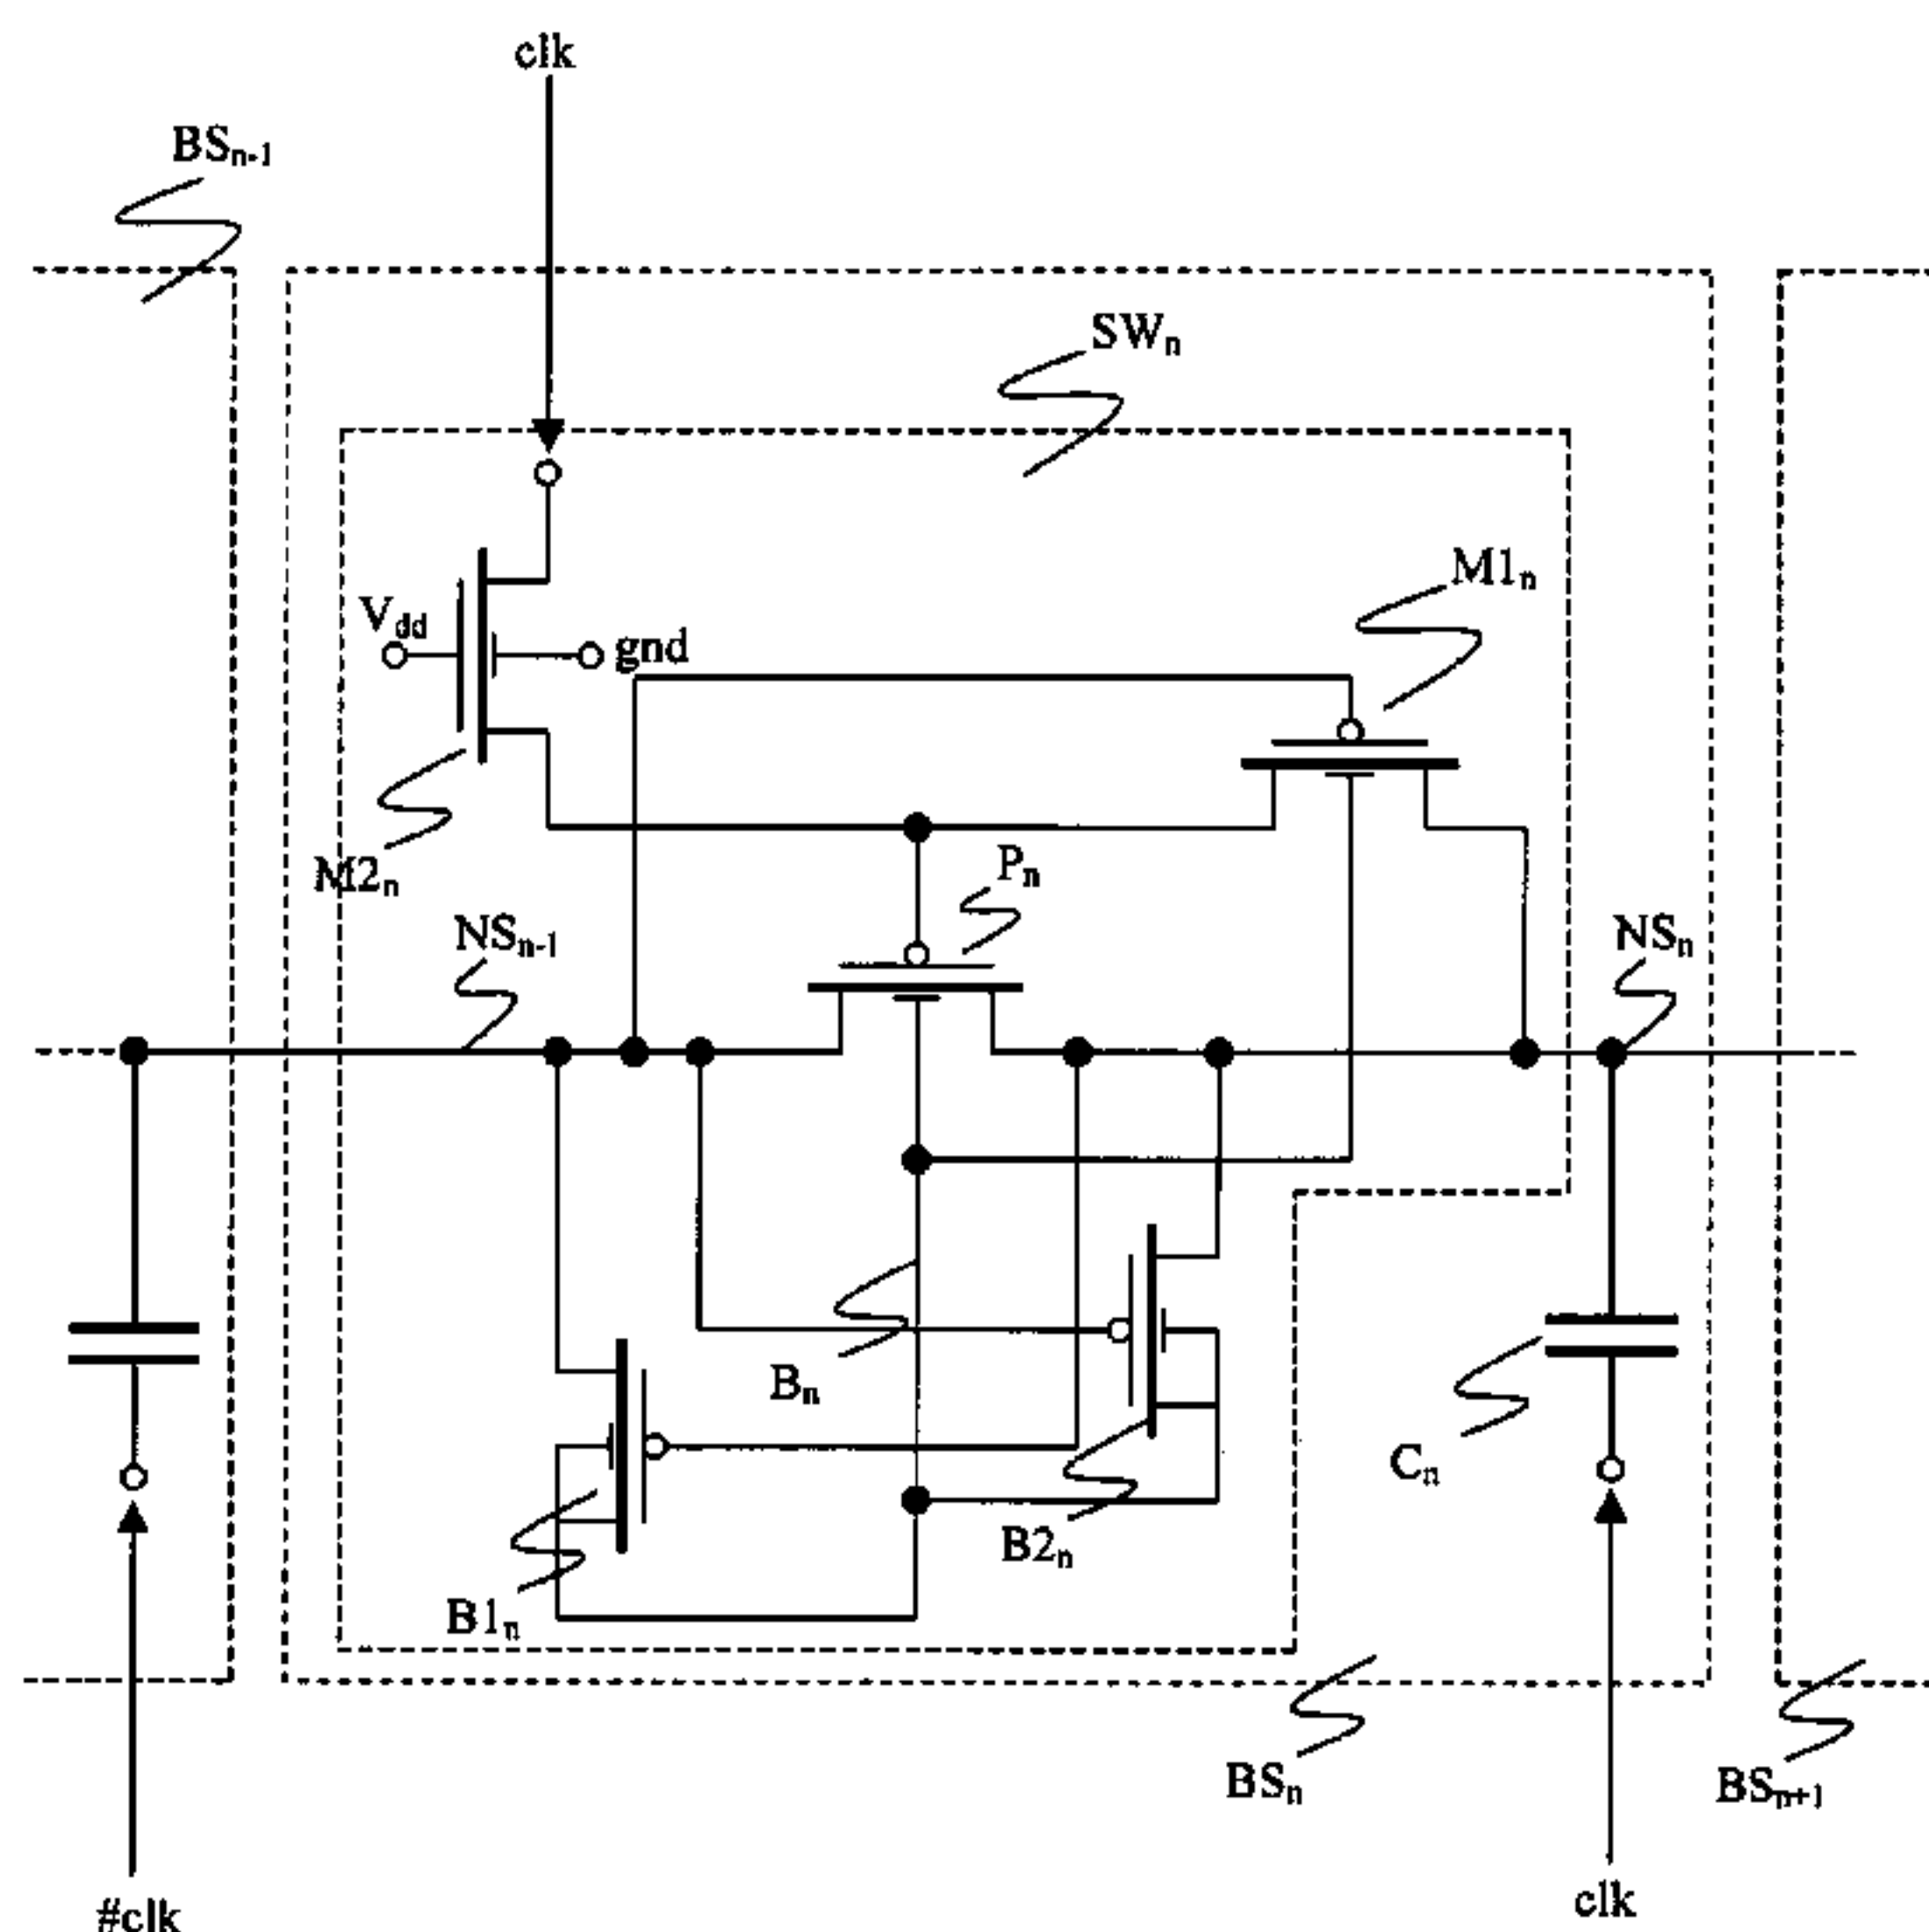 clk
BSn-1
SWn
M1n
Vdd
gnd
M2n
Pn
NSn-1
NSn
Bn
Cn
B2n
B1n
BSn
BSn+1
#clk
clk